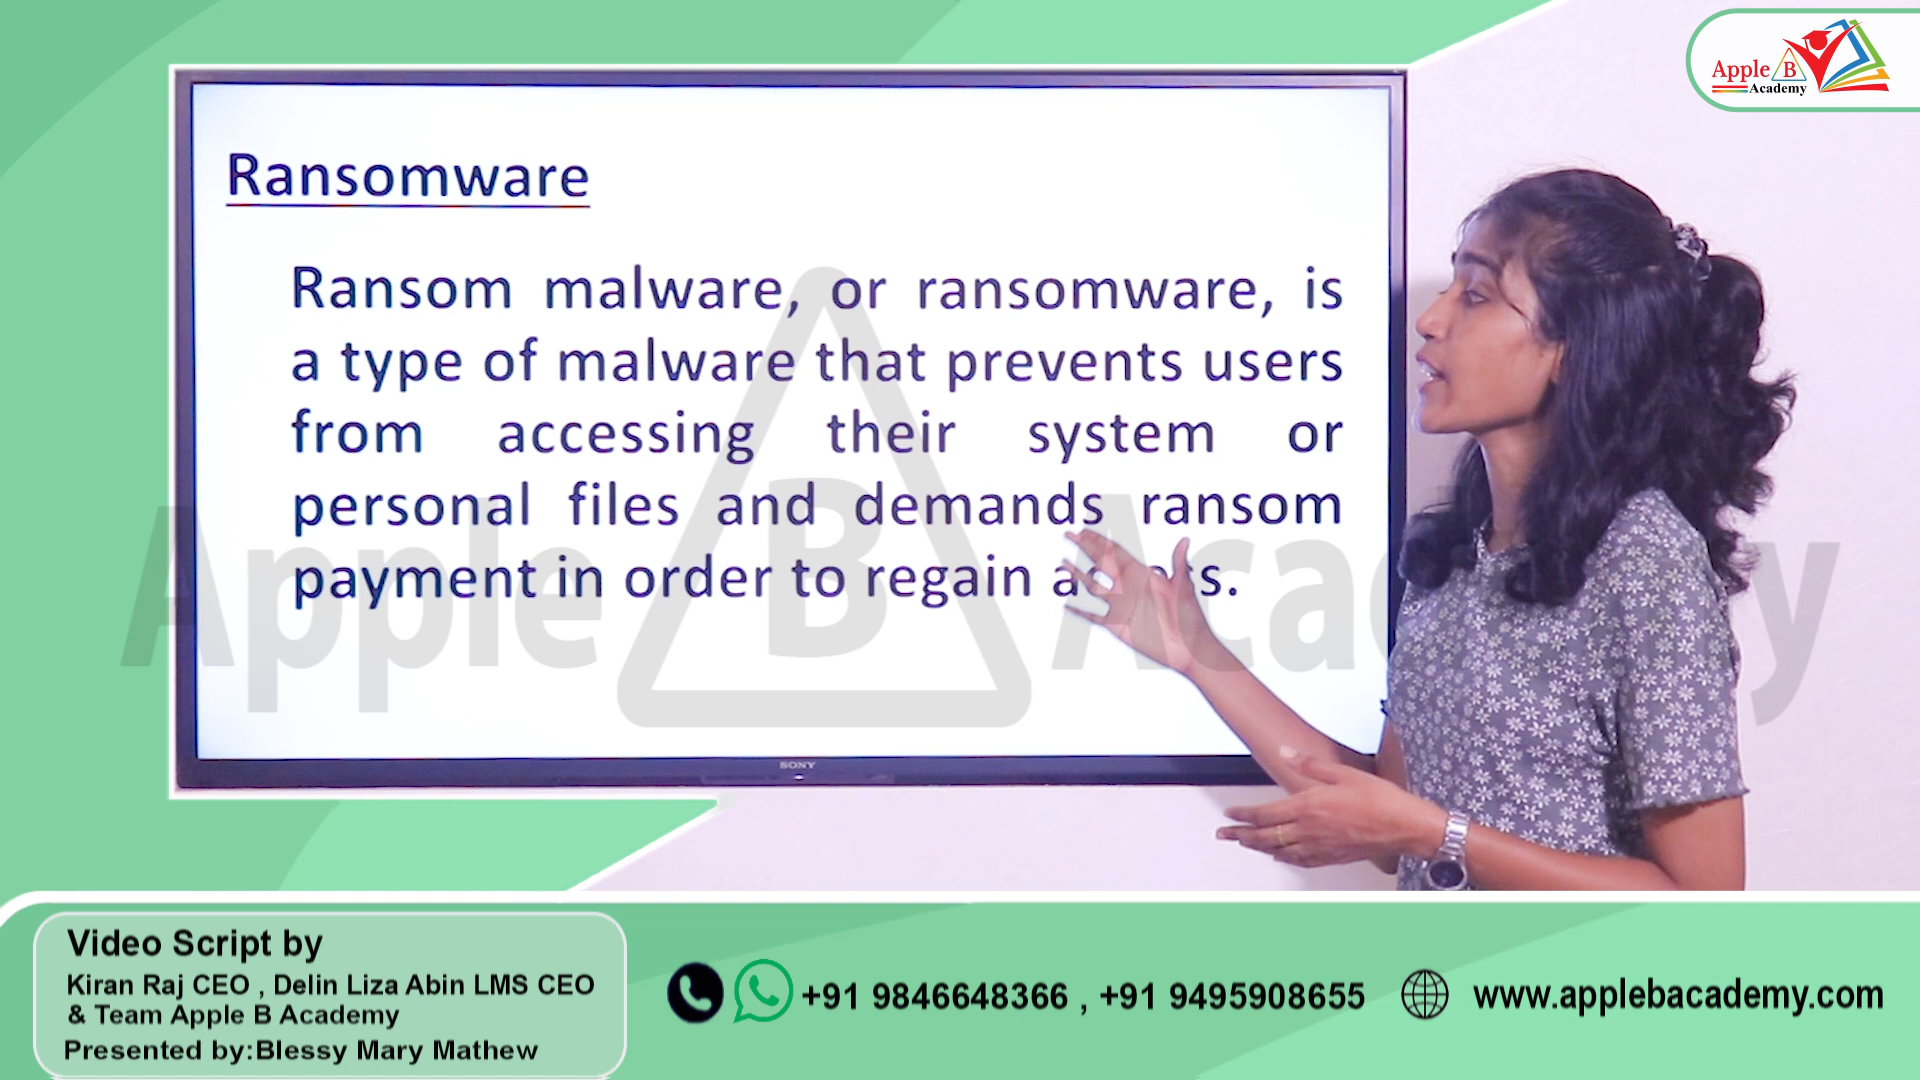 Apple B
Academy
Ransomware
Ransom malware, or ransomware, is
a type of malware that prevents users
from accessing their system or
personal files and demands ransom
payment in order to regain
Apple B Academy
SONY
Video Script by
Kiran Raj CEO , Delin Liza Abin LMS CEO
& Team Apple B Academy
Presented by:Blessy Mary Mathew
+91 9846648366 , +91 9495908655
www.applebacademy.com